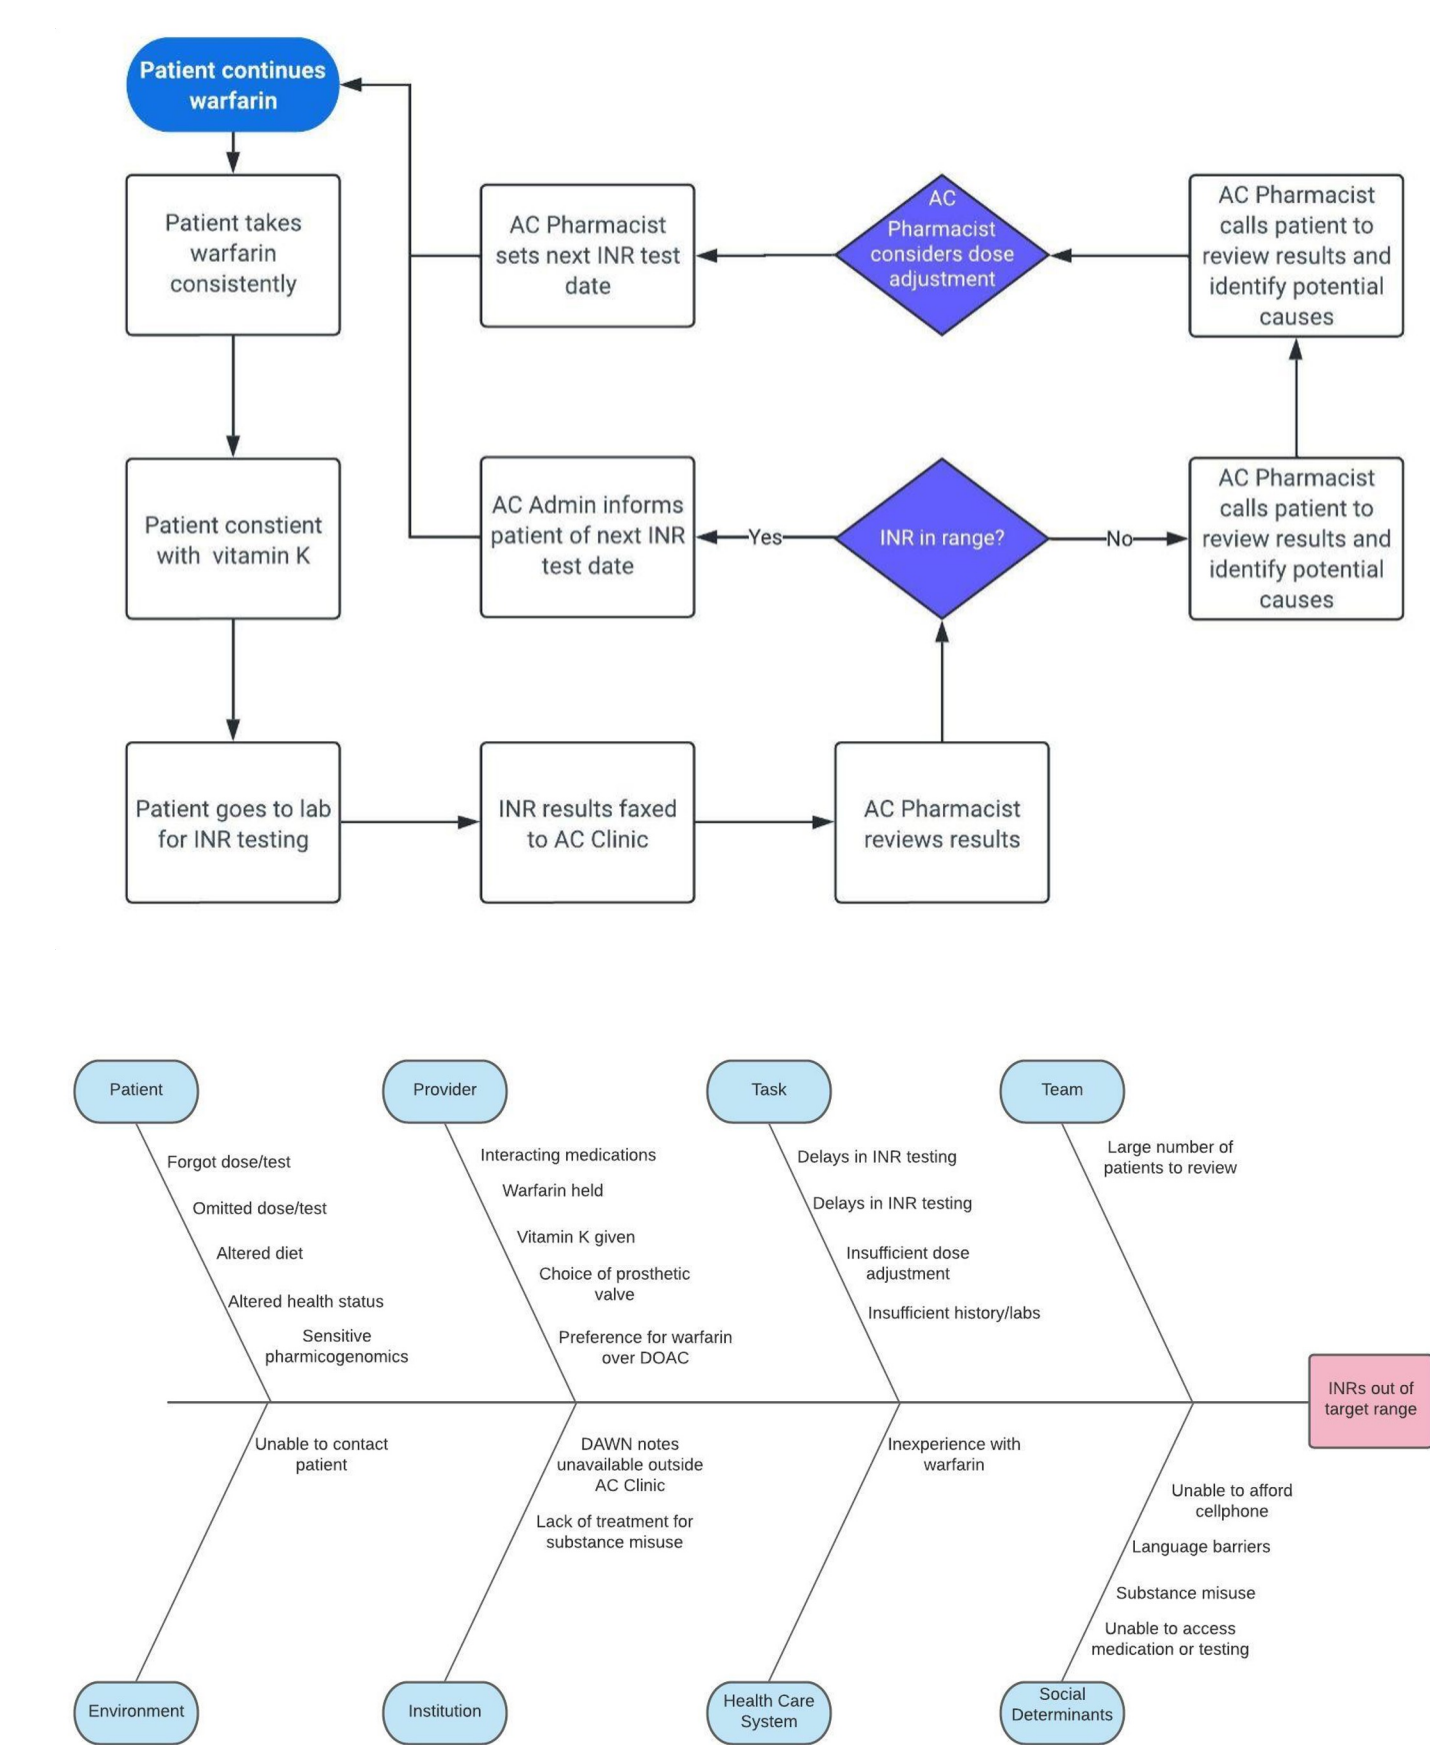 Patient continues
warfarin
Patient takes
warfarin
consistently
AC Pharmacist
sets next INR test
date
AC
Pharmacist
considers dose
adjustment
AC Pharmacist
calls patient to
review results and
identify potential
causes
Patient constient
with vitamin K
AC Admin informs
patient of next INR
test date
Yes
INR in range?
No
AC Pharmacist
calls patient to
review results and
identify potential
causes
Patient goes to lab
for INR testing
INR results faxed
to AC Clinic
AC Pharmacist
reviews results
Patient
Provider
Task
Team
Forgot dose/test
Omitted dose/test
Altered diet
Altered health status
Sensitive
pharmicogenomics
Interacting medications
Warfarin held
Vitamin K given
Choice of prosthetic
valve
Preference for warfarin
over DOAC
Delays in INR testing
Delays in INR testing
Insufficient dose
adjustment
Insufficient history/labs
Large number of
patients to review
INRs out of
target range
Unable to contact
patient
DAWN notes
unavailable outside
AC Clinic
Lack of treatment for
substance misuse
Inexperience with
warfarin
Unable to afford
cellphone
Language barriers
Substance misuse
Unable to access
medication or testing
Environment
Institution
Health Care
System
Social
Determinants